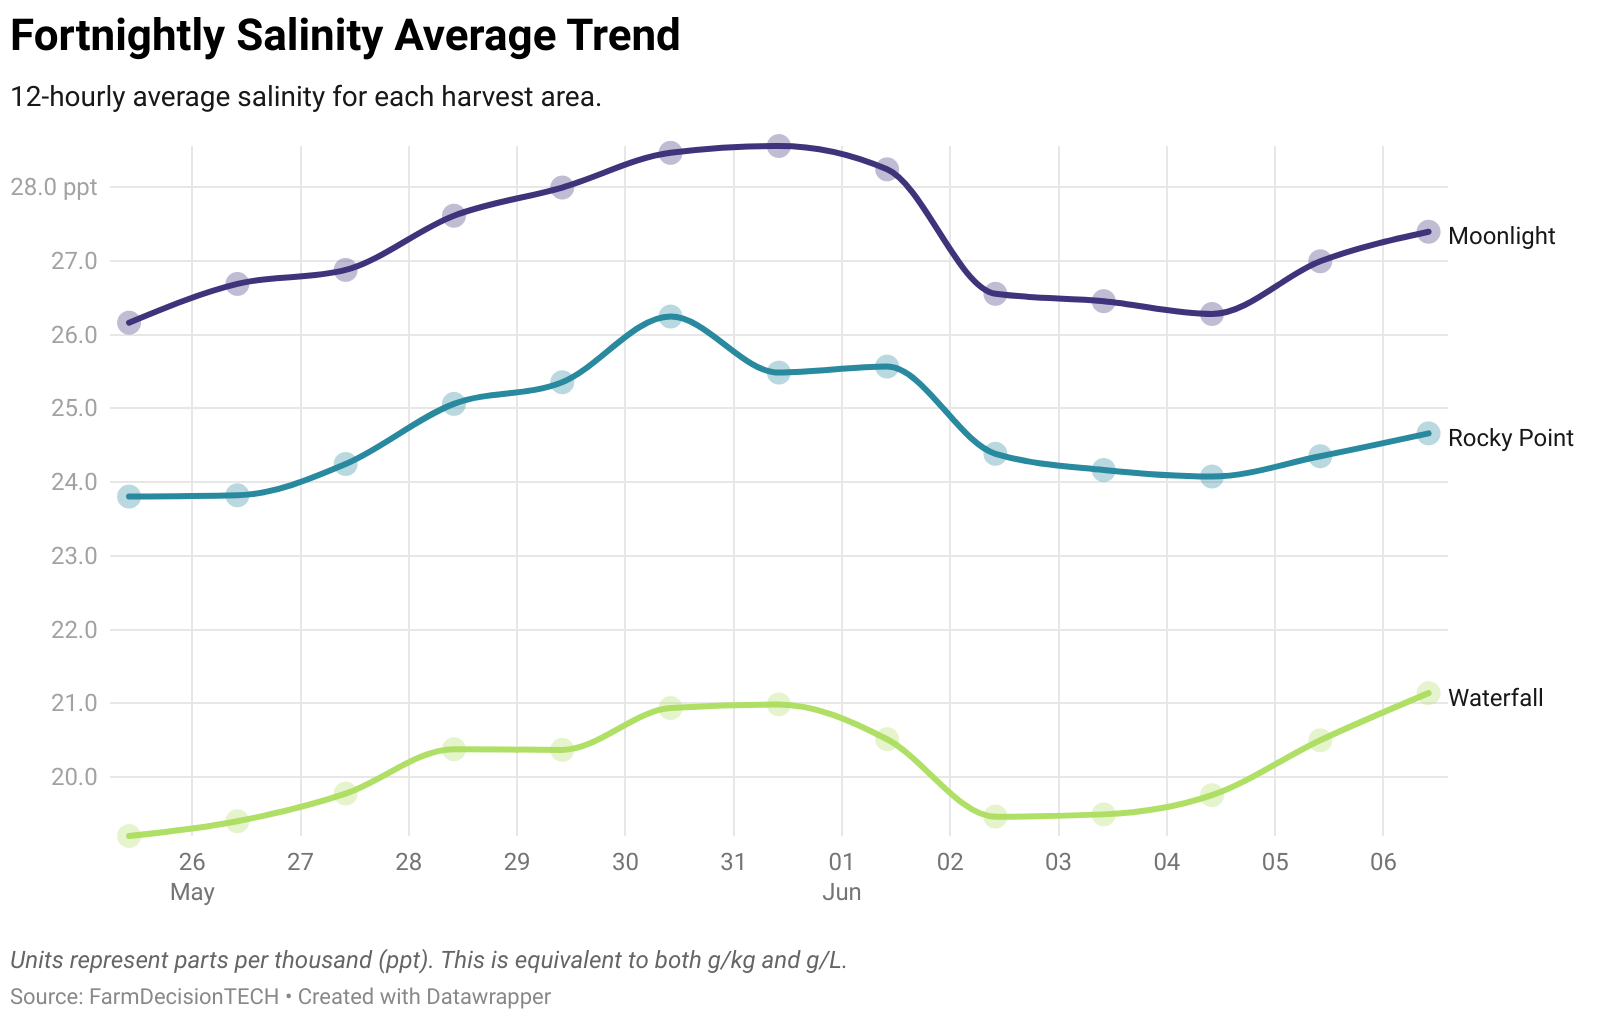 Fortnightly Salinity Average Trend
12-hourly average salinity for each harvest area.
28.0 ppt
27.0
26.0
25.0
24.0
23.0
22.0
21.0
20.0
Moonlight
Rocky Point
Waterfall
26 27 28 29 30 31 01 02 03 04 05 06
May Jun
Units represent parts per thousand (ppt). This is equivalent to both g/kg and g/L.
Source: FarmDecisionTECH • Created with Datawrapper